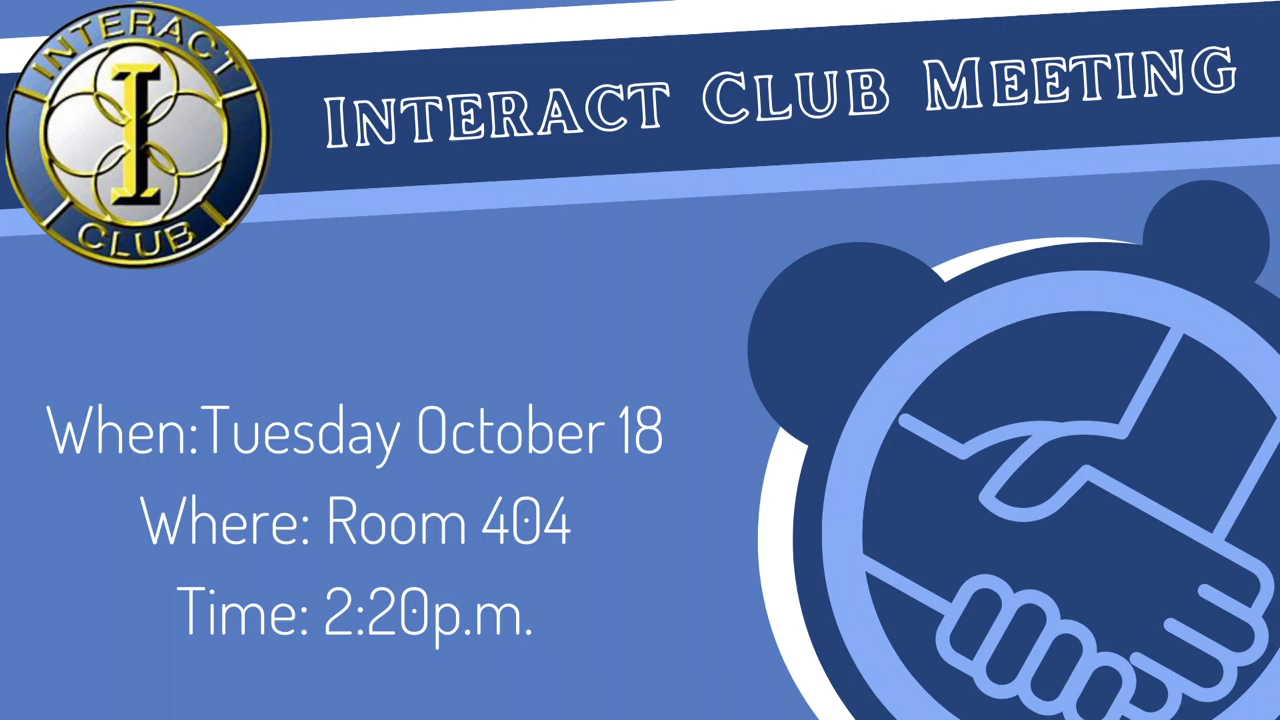 INTERACT
I
CLUB
INTERACT CLUB MEETING
When:Tuesday October 18
Where: Room 404
Time: 2:20p.m.